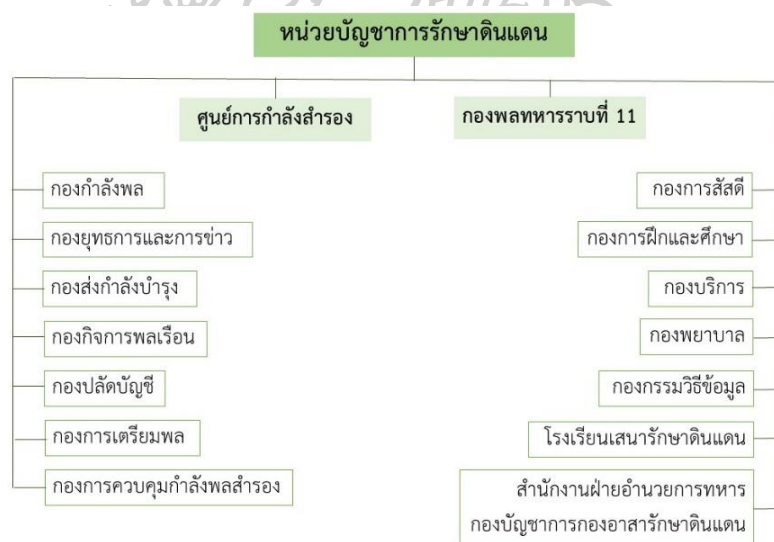 หน่วยบัญชาการรักษาดินแดน
ศูนย์การกำลังสำรอง
กองพลทหารราบที่ 11
กองกำลังพล
กองยุทธการและการข่าว
กองส่งกำลังบำรุง
กองกิจการพลเรือน
กองปลัดบัญชี
กองการเตรียมพล
กองการควบคุมกำลังพลสำรอง
กองการสัสดี
กองการฝึกและศึกษา
กองบริการ
กองพยาบาล
กองกรรมวิธีข้อมูล
โรงเรียนเสนารักษาดินแดน
สำนักงานฝ่ายอำนวยการทหาร
กองบัญชาการกองอาสารักษาดินแดน